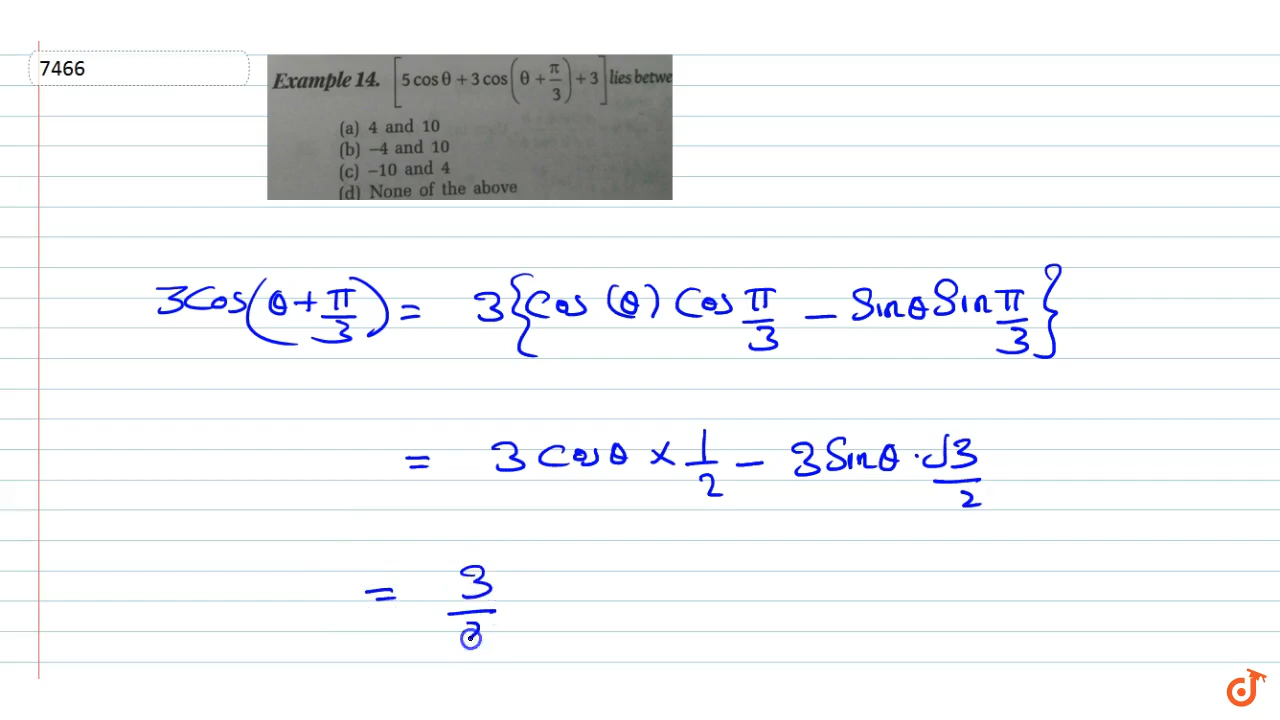 7466
Example 14. [5 cos θ + 3 cos (θ + π/3) + 3] lies betwe
(a) 4 and 10
(b) –4 and 10
(c) –10 and 4
(d) None of the above
3Cos(θ + π/3) = 3{Cos (θ) Cos π/3 – Sinθ Sin π/3}
= 3 Cosθ × 1/2 – 3 Sinθ · √3/2
= 3/2